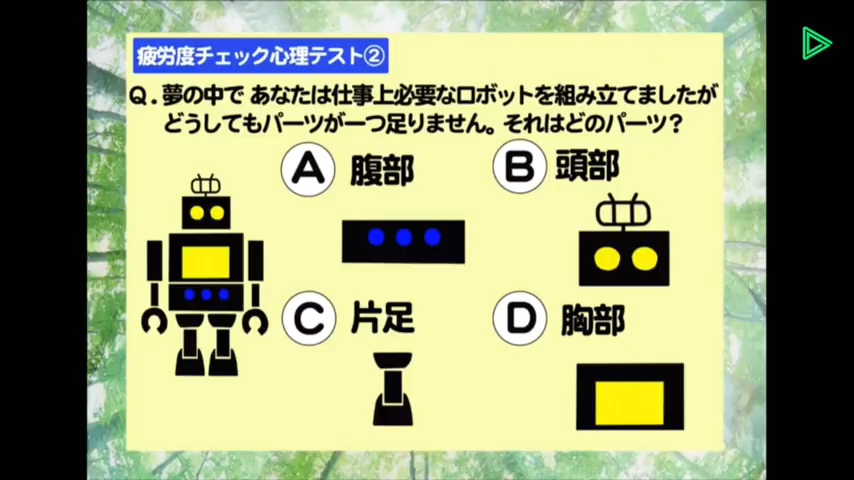 疲労度チェック心理テスト②
Q.夢の中で あなたは仕事上必要なロボットを組み立てましたが
どうしてもパーツが一つ足りません。それはどのパーツ?
A 腹部
B 頭部
C 片足
D 胸部